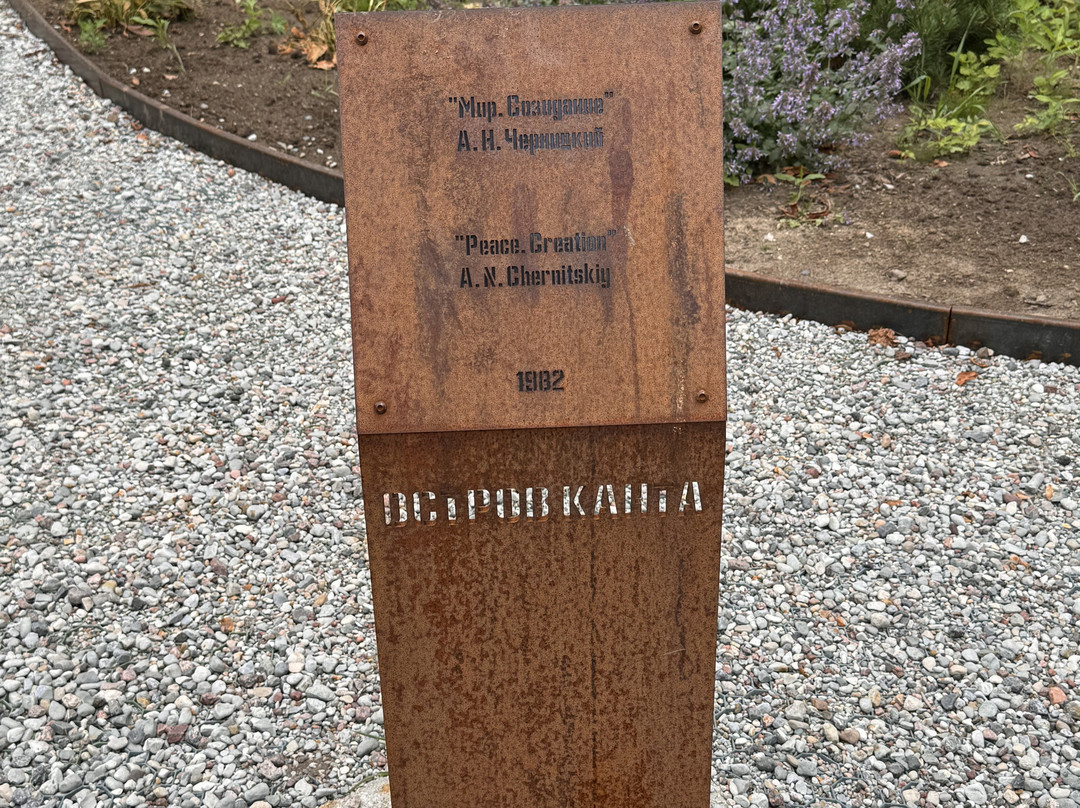 "Мир. Созидание"
А. Н. Черницкий
"Peace. Creation"
A. N. Chernitskiy
1982
ОСТРОВ КАНТА